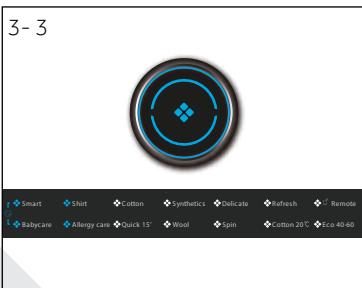 3-3
Smart Shirt Cotton Synthetics Delicate Refresh Remote
Babycare Allergy care Quick 15' Wool Spin Cotton 20℃ Eco 40-60